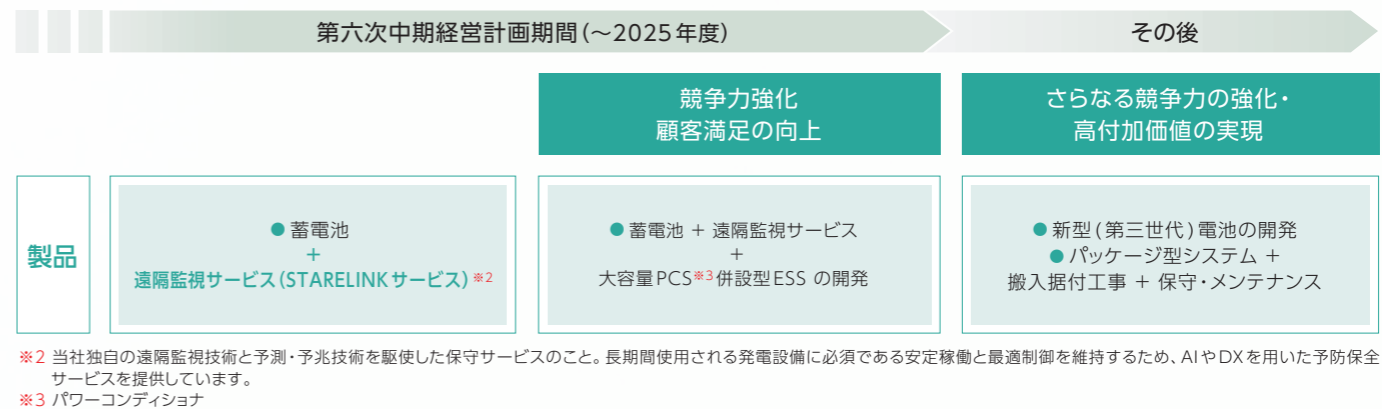 第六次中期経営計画期間（～2025年度）
その後
競争力強化
顧客満足の向上
さらなる競争力の強化・
高付加価値の実現
製品
●蓄電池
＋
遠隔監視サービス（STARELINKサービス）※2
●蓄電池 ＋ 遠隔監視サービス
＋
大容量PCS※3併設型ESS の開発
●新型（第三世代）電池の開発
●パッケージ型システム ＋
搬入据付工事 ＋ 保守・メンテナンス
※2 当社独自の遠隔監視技術と予測・予兆技術を駆使した保守サービスのこと。長期間使用される発電設備に必須である安定稼働と最適制御を維持するため、AIやDXを用いた予防保全
サービスを提供しています。
※3 パワーコンディショナ